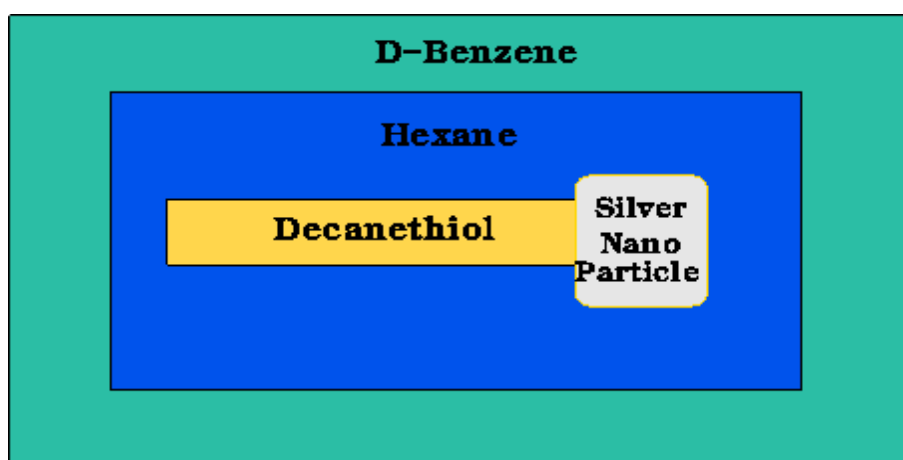 D-Benzene
Hexane
Decanethiol
Silver
Nano
Particle